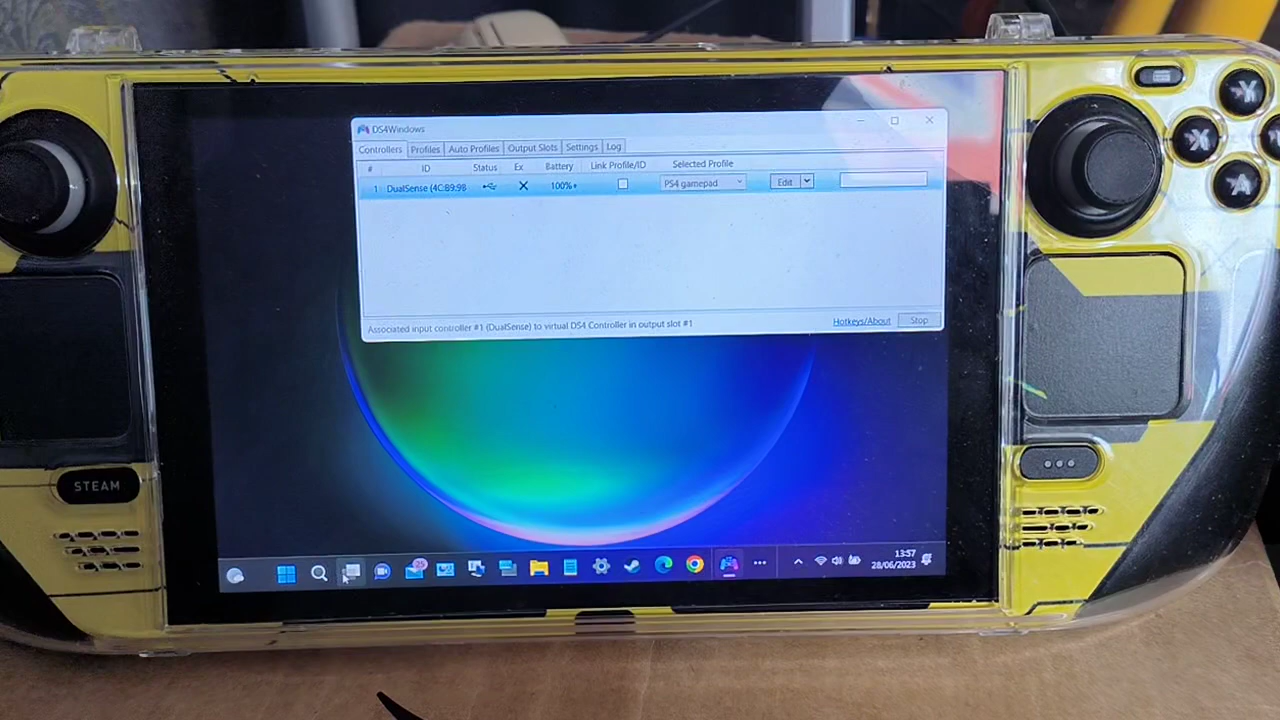 DS4Windows
Controllers Profiles Auto Profiles Output Slots Settings Log
# ID Status Ex Battery Link Profile/ID Selected Profile
1 DualSense (4C:B9:9B 100%+ PS4 gamepad Edit
Associated input controller #1 (DualSense) to virtual DS4 Controller in output slot #1
Hotkeys/About Stop
Y
X
A
STEAM
25
13:57
28/06/2023